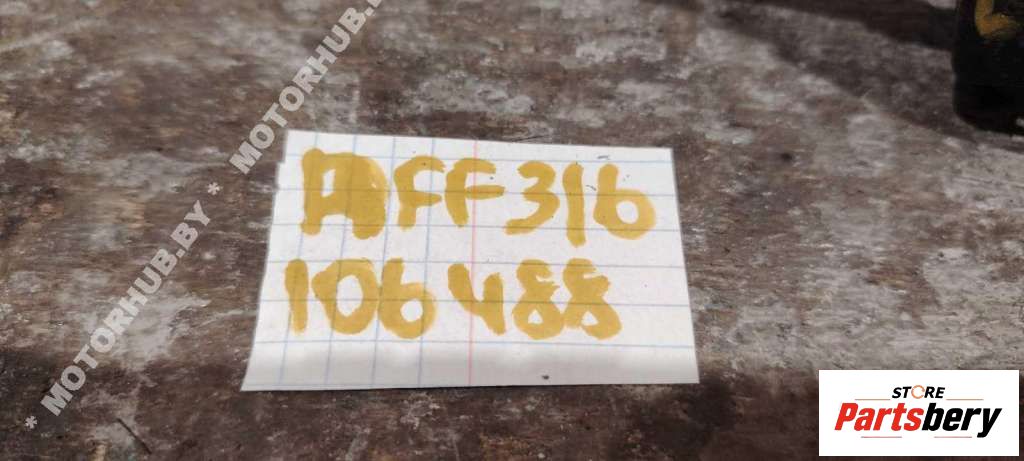 * MOTORHUB.BY * MOTORHUB.BY
AFF316
106488
STORE
Partsbery